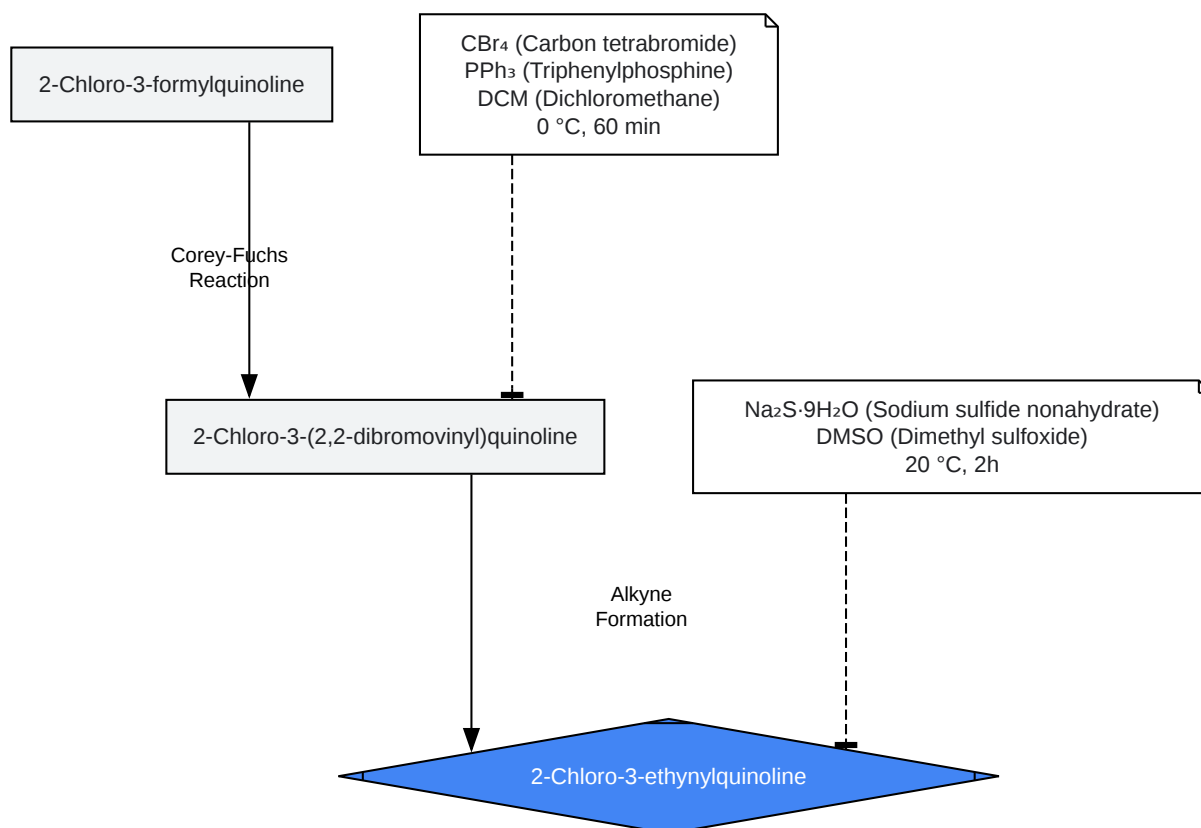 2-Chloro-3-formylquinoline
CBr₄ (Carbon tetrabromide)
PPh₃ (Triphenylphosphine)
DCM (Dichloromethane)
0 °C, 60 min
Corey-Fuchs
Reaction
2-Chloro-3-(2,2-dibromovinyl)quinoline
Na₂S·9H₂O (Sodium sulfide nonahydrate)
DMSO (Dimethyl sulfoxide)
20 °C, 2h
Alkyne
Formation
2-Chloro-3-ethynylquinoline